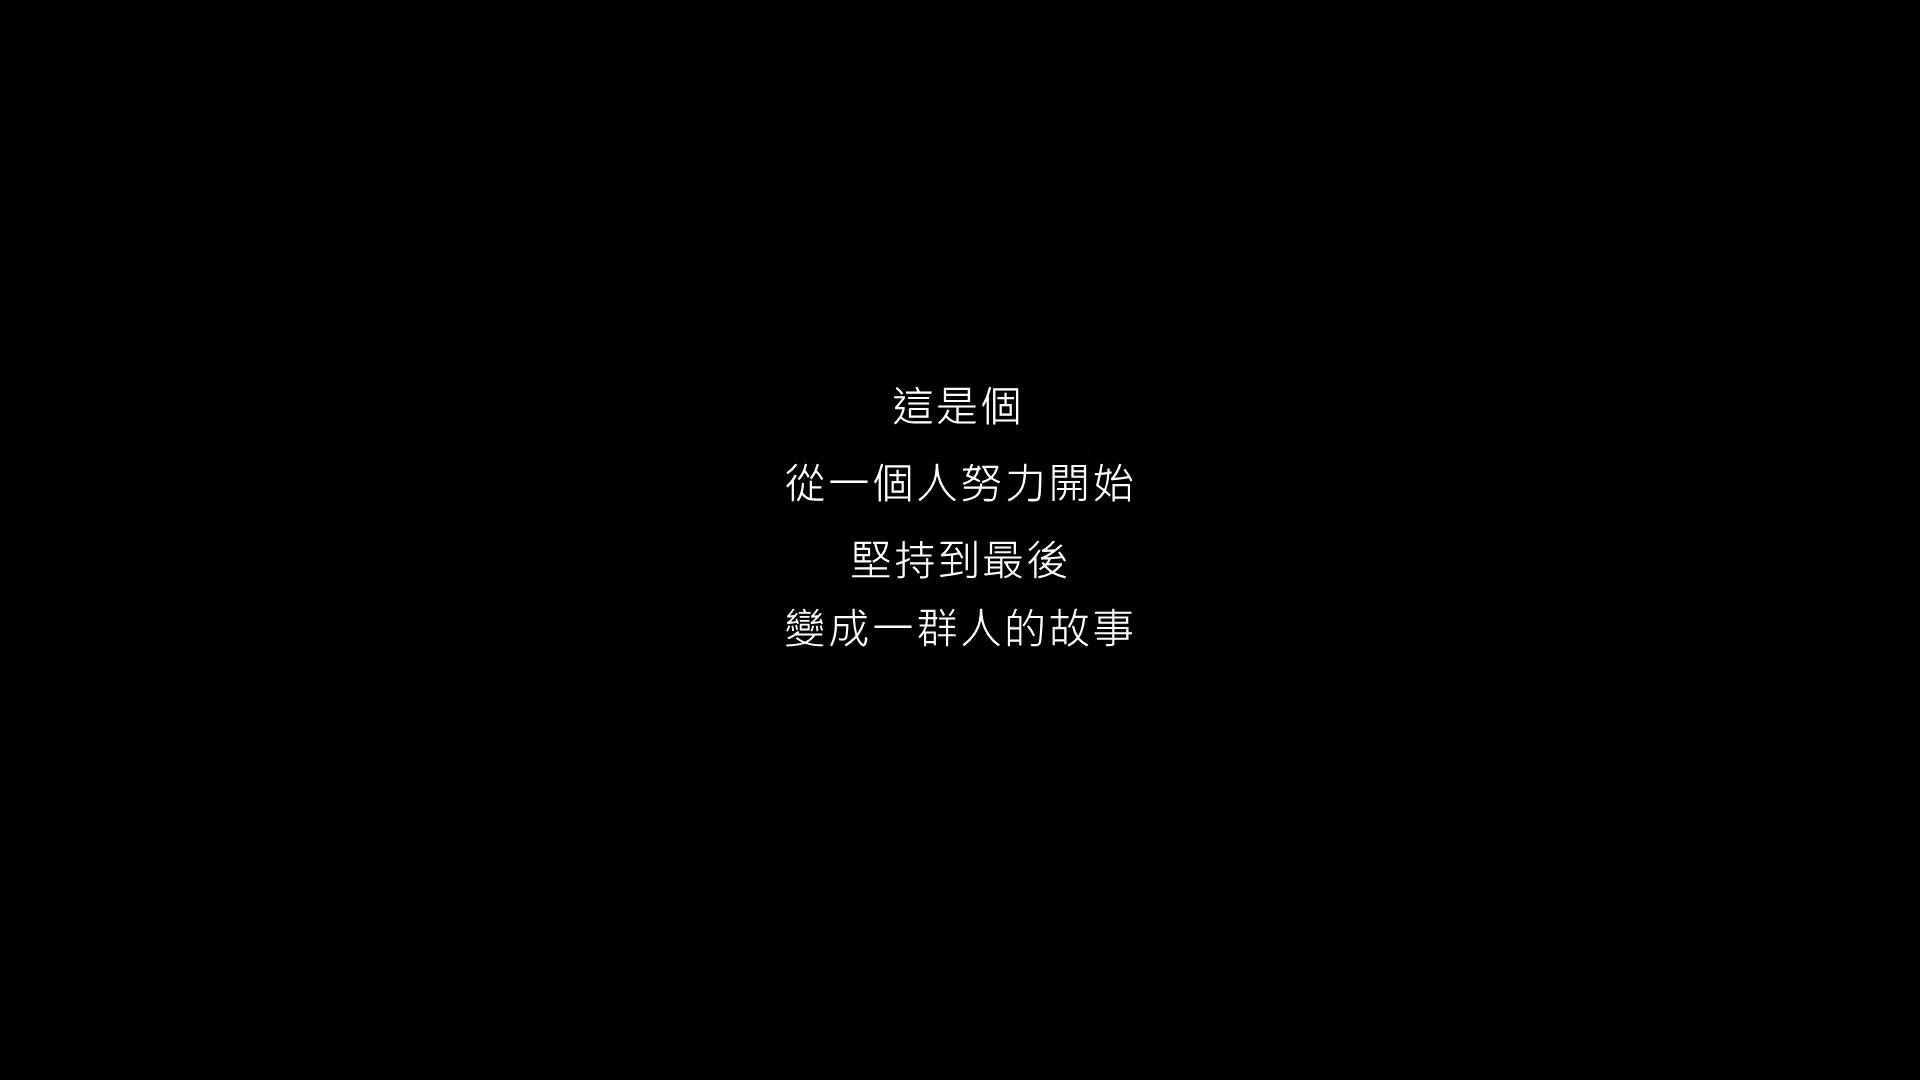 這是個
從一個人努力開始
堅持到最後
變成一群人的故事